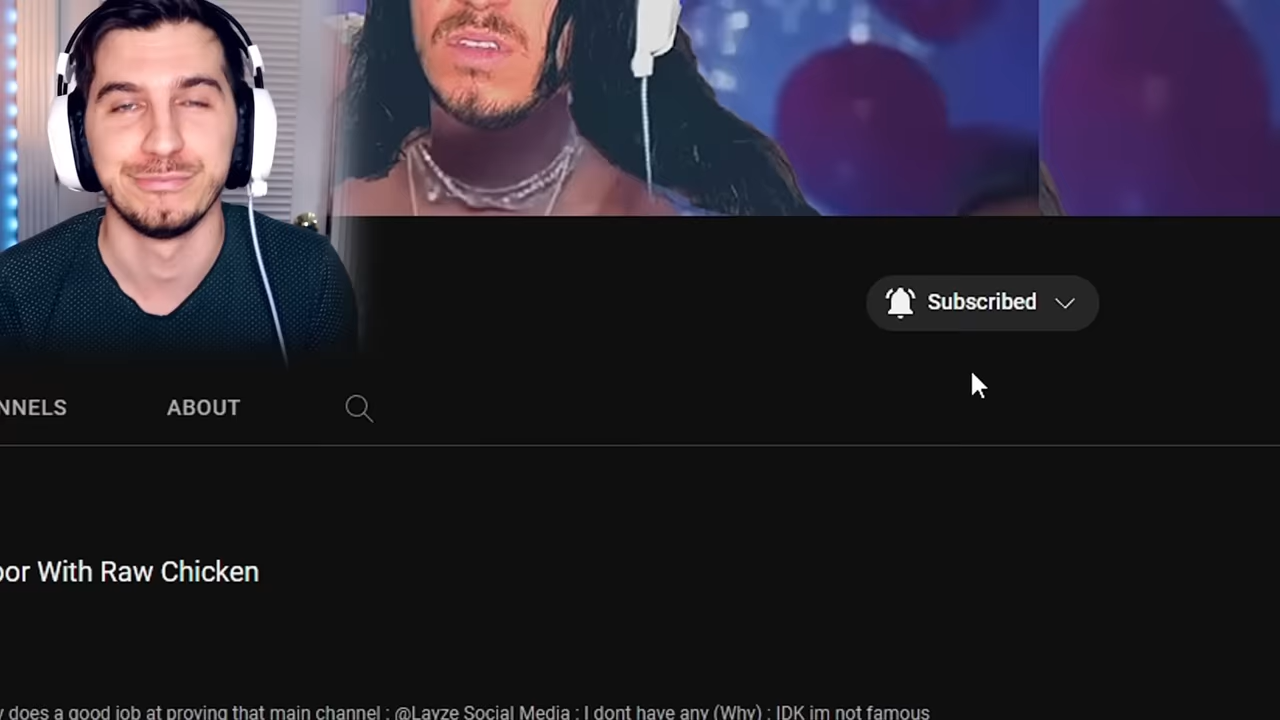 Subscribed
NNELS ABOUT
oor With Raw Chicken
y does a good job at proving that main channel : @Layze Social Media : I dont have any (Why) : IDK im not famous